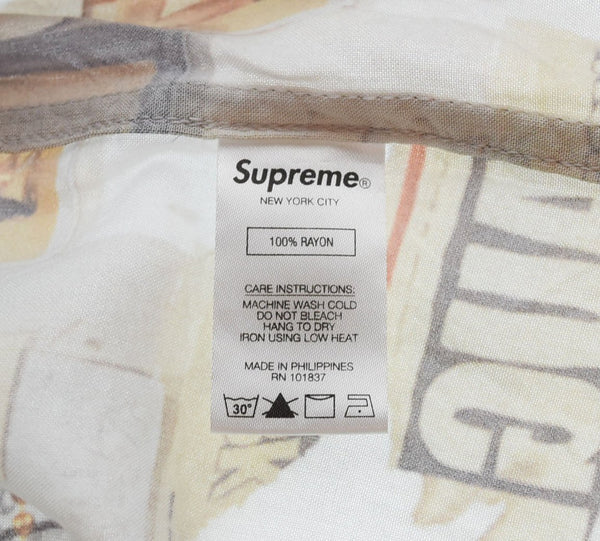 Supreme®
NEW YORK CITY
100% RAYON
CARE INSTRUCTIONS:
MACHINE WASH COLD
DO NOT BLEACH
HANG TO DRY
IRON USING LOW HEAT
MADE IN PHILIPPINES
RN 101837
30°